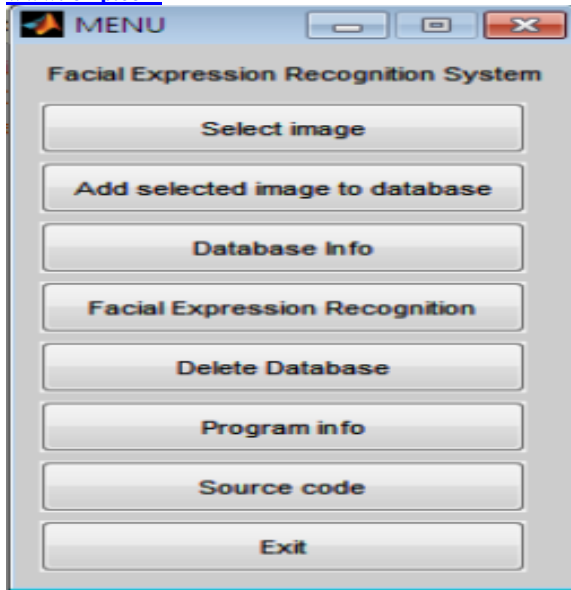 MENU
Facial Expression Recognition System
Select image
Add selected image to database
Database Info
Facial Expression Recognition
Delete Database
Program info
Source code
Exit